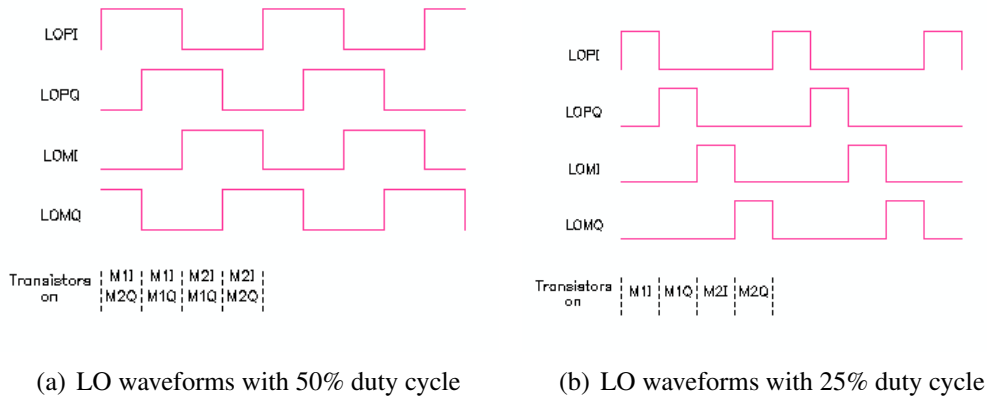 LOPI
LOPQ
LOMI
LOMQ
Transistors on
M1I M1I M2I M2I
M2Q M1Q M1Q M2Q
(a) LO waveforms with 50% duty cycle
LOPI
LOPQ
LOMI
LOMQ
Transistors on
M1I M1Q M2I M2Q
(b) LO waveforms with 25% duty cycle